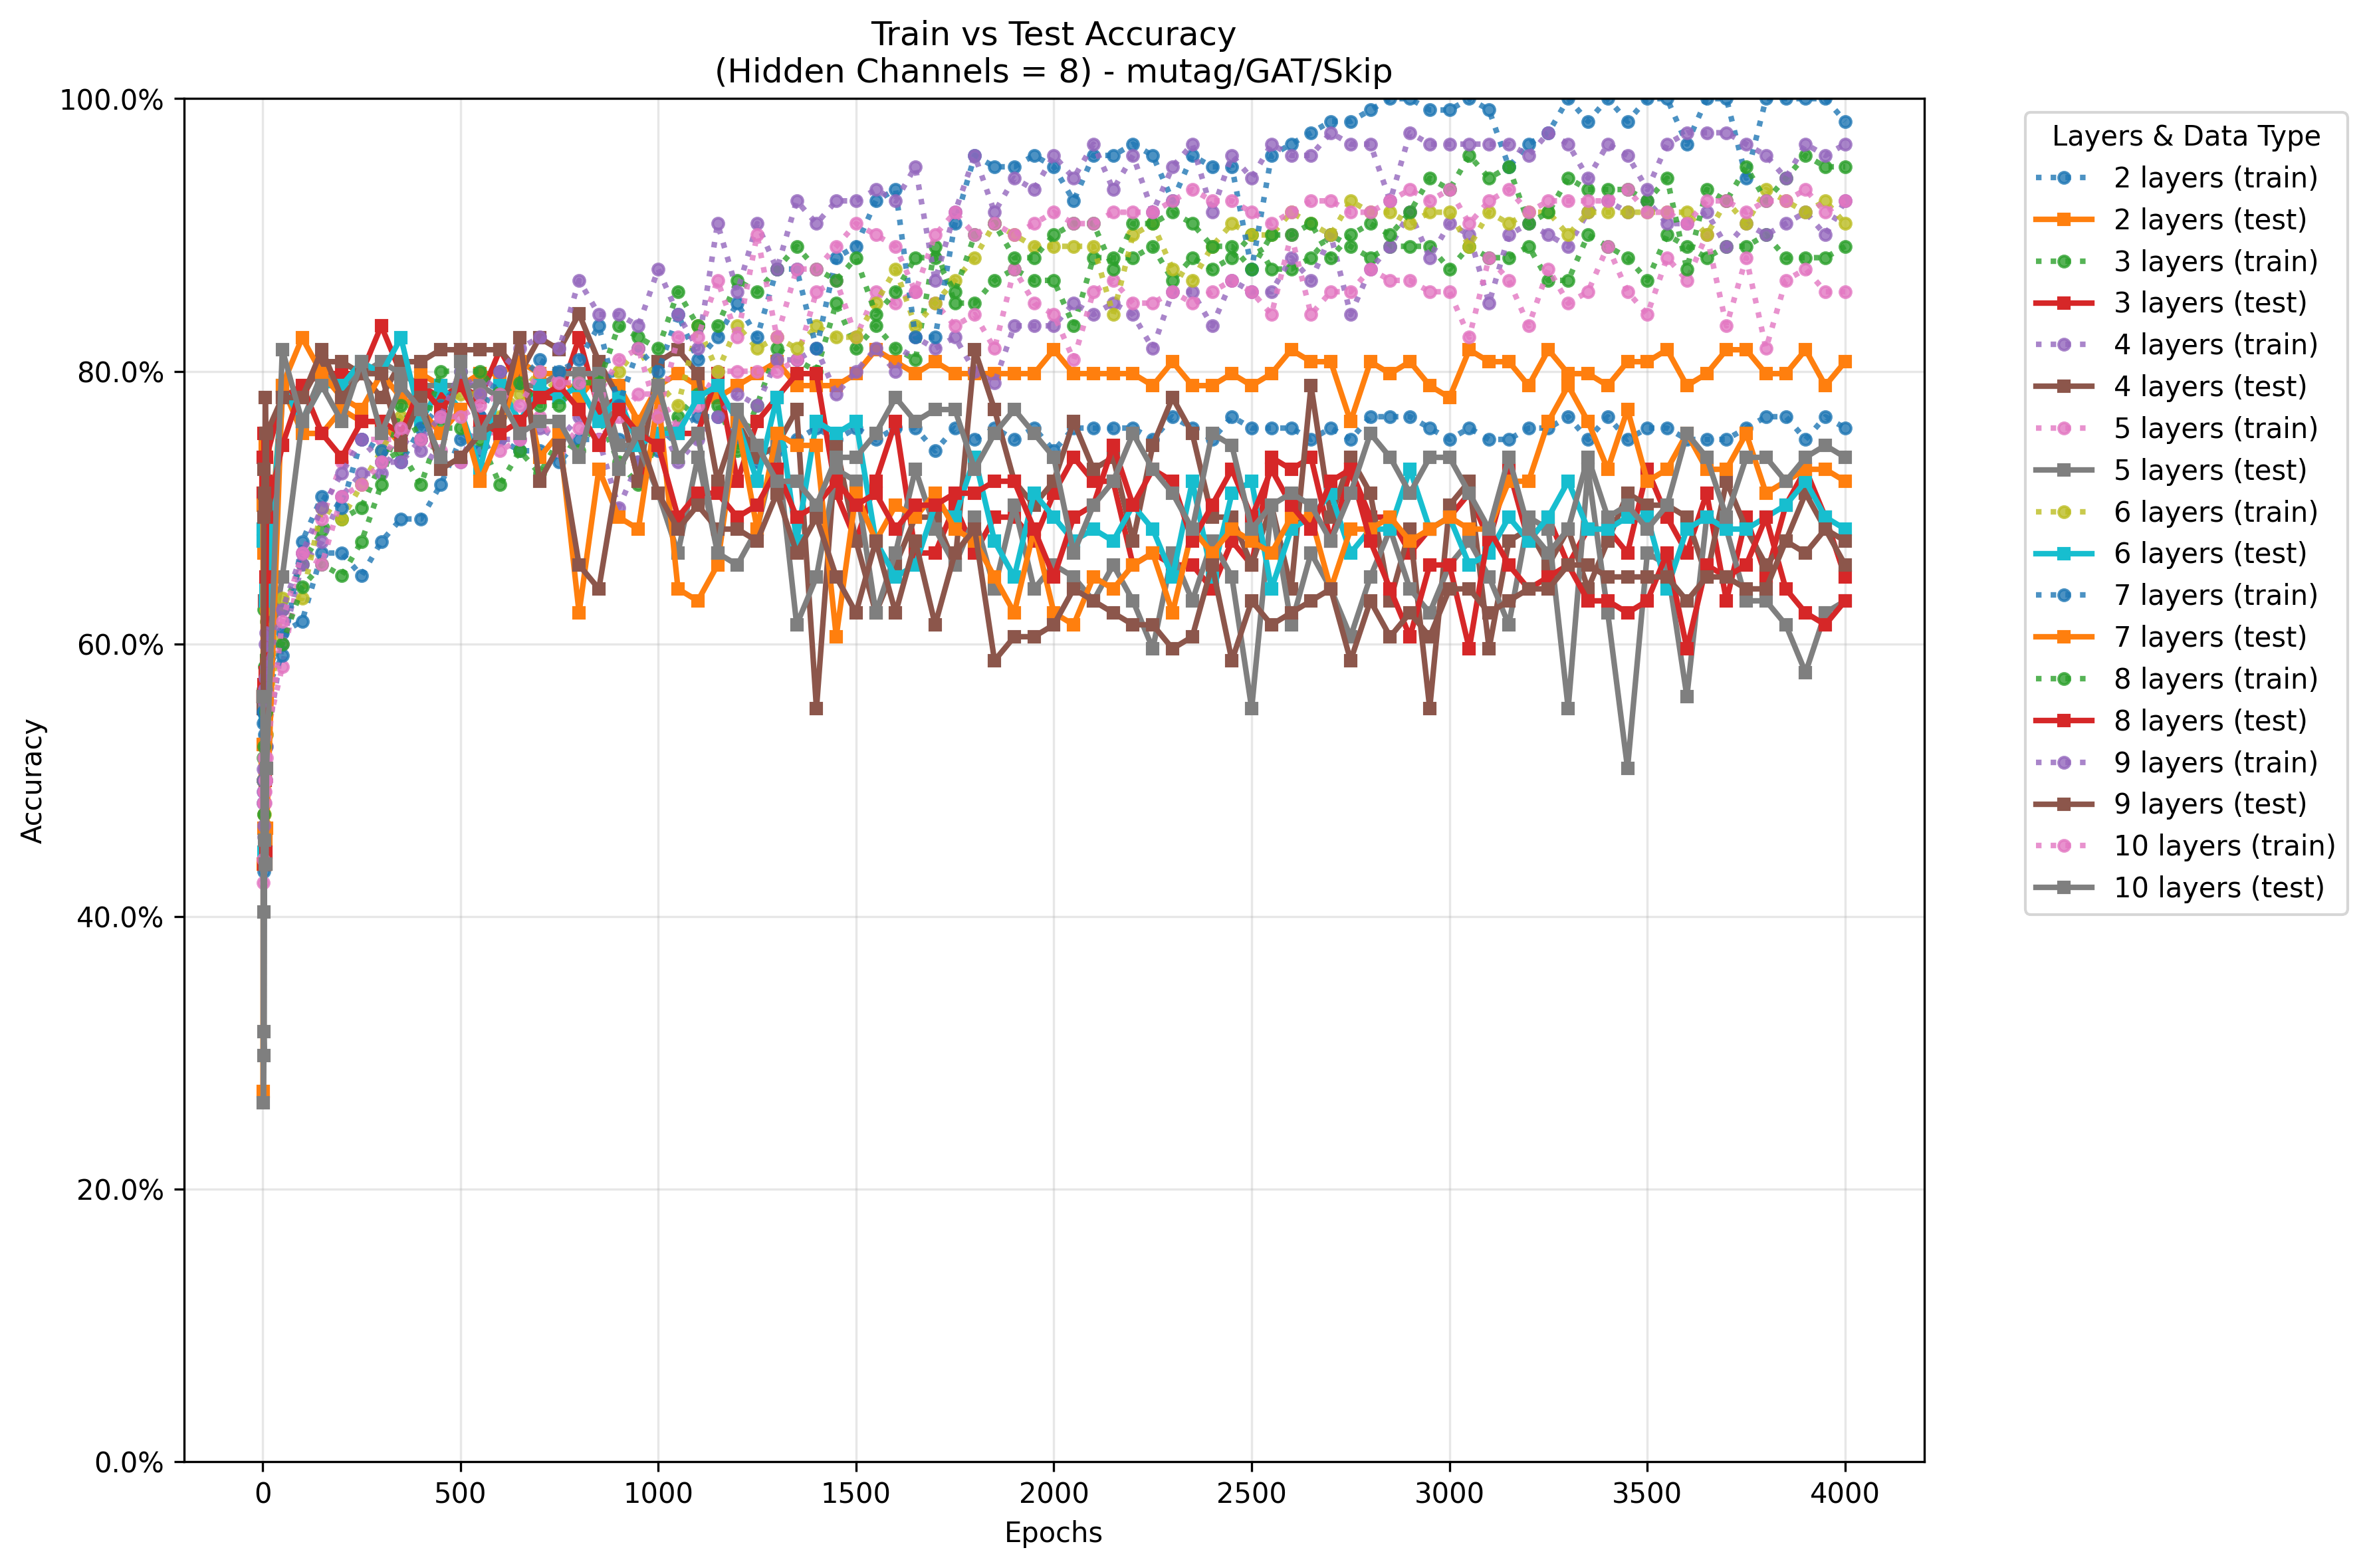 Train vs Test Accuracy
(Hidden Channels = 8) - mutag/GAT/Skip
100.0%
80.0%
60.0%
40.0%
20.0%
0.0%
Accuracy
0 500 1000 1500 2000 2500 3000 3500 4000
Epochs
Layers & Data Type
2 layers (train)
2 layers (test)
3 layers (train)
3 layers (test)
4 layers (train)
4 layers (test)
5 layers (train)
5 layers (test)
6 layers (train)
6 layers (test)
7 layers (train)
7 layers (test)
8 layers (train)
8 layers (test)
9 layers (train)
9 layers (test)
10 layers (train)
10 layers (test)